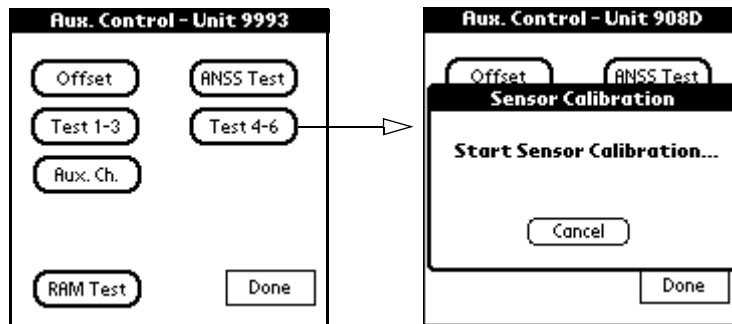 Aux. Control - Unit 9993
Offset
ANSS Test
Test 1-3
Test 4-6
Aux. Ch.
RAM Test
Done
Aux. Control - Unit 908D
Offset
ANSS Test
Sensor Calibration
Start Sensor Calibration...
Cancel
Done